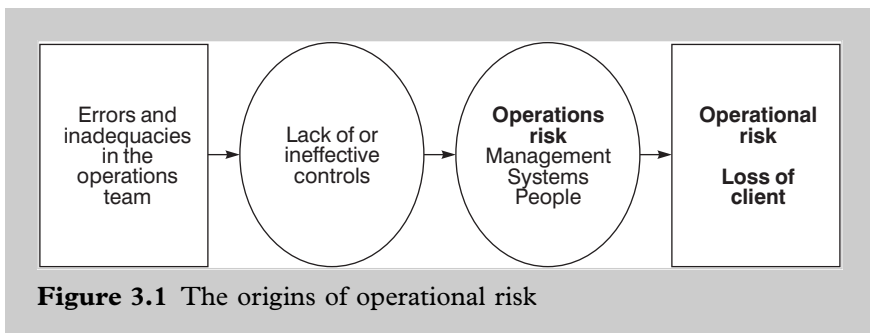 Errors and
inadequacies
in the
operations
team
Lack of or
ineffective
controls
Operations
risk
Management
Systems
People
Operational
risk
Loss of
client
Figure 3.1 The origins of operational risk